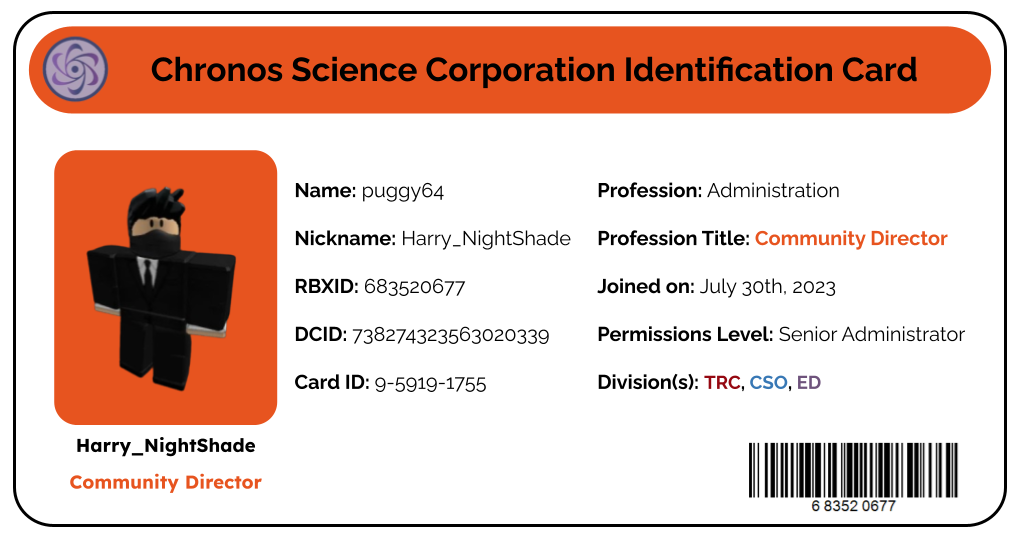 Chronos Science Corporation Identification Card
Name: puggy64
Nickname: Harry_NightShade
RBXID: 683520677
DCID: 738274323563020339
Card ID: 9-5919-1755
Profession: Administration
Profession Title: Community Director
Joined on: July 30th, 2023
Permissions Level: Senior Administrator
Division(s): TRC, CSO, ED
Harry_NightShade
Community Director
6 8352 0677